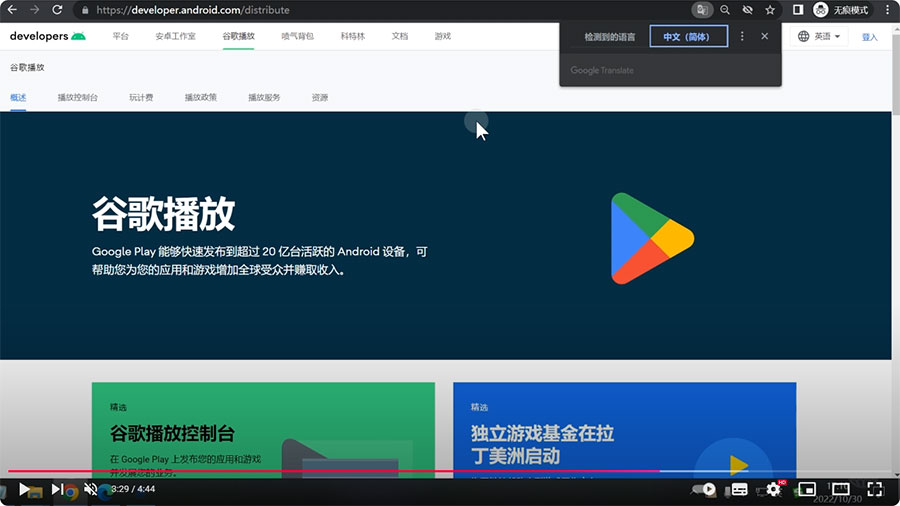 https://developer.android.com/distribute
无痕模式
developers
平台
安卓工作室
谷歌播放
喷气背包
科特林
文档
游戏
检测到的语言
中文（简体）
英语
登入
Google Translate
谷歌播放
概述
播放控制台
玩计费
播放政策
播放服务
资源
谷歌播放
Google Play 能够快速发布到超过 20 亿台活跃的 Android 设备，可
帮助您为您的应用和游戏增加全球受众并赚取收入。
精选
谷歌播放控制台
在 Google Play 上发布您的应用和游戏
并开展您的业务。
精选
独立游戏基金在拉
丁美洲启动
3:29 / 4:44
HD
2022/10/30